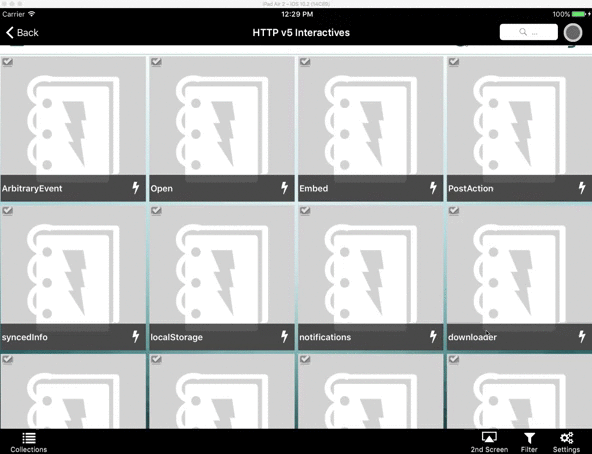 iPad Air 2 – iOS 10.2 (14C89)
Carrier 12:29 PM 100%
Back HTTP v5 Interactives ...
ArbitraryEvent Open Embed PostAction
syncedInfo localStorage notifications downloader
Collections 2nd Screen Filter Settings